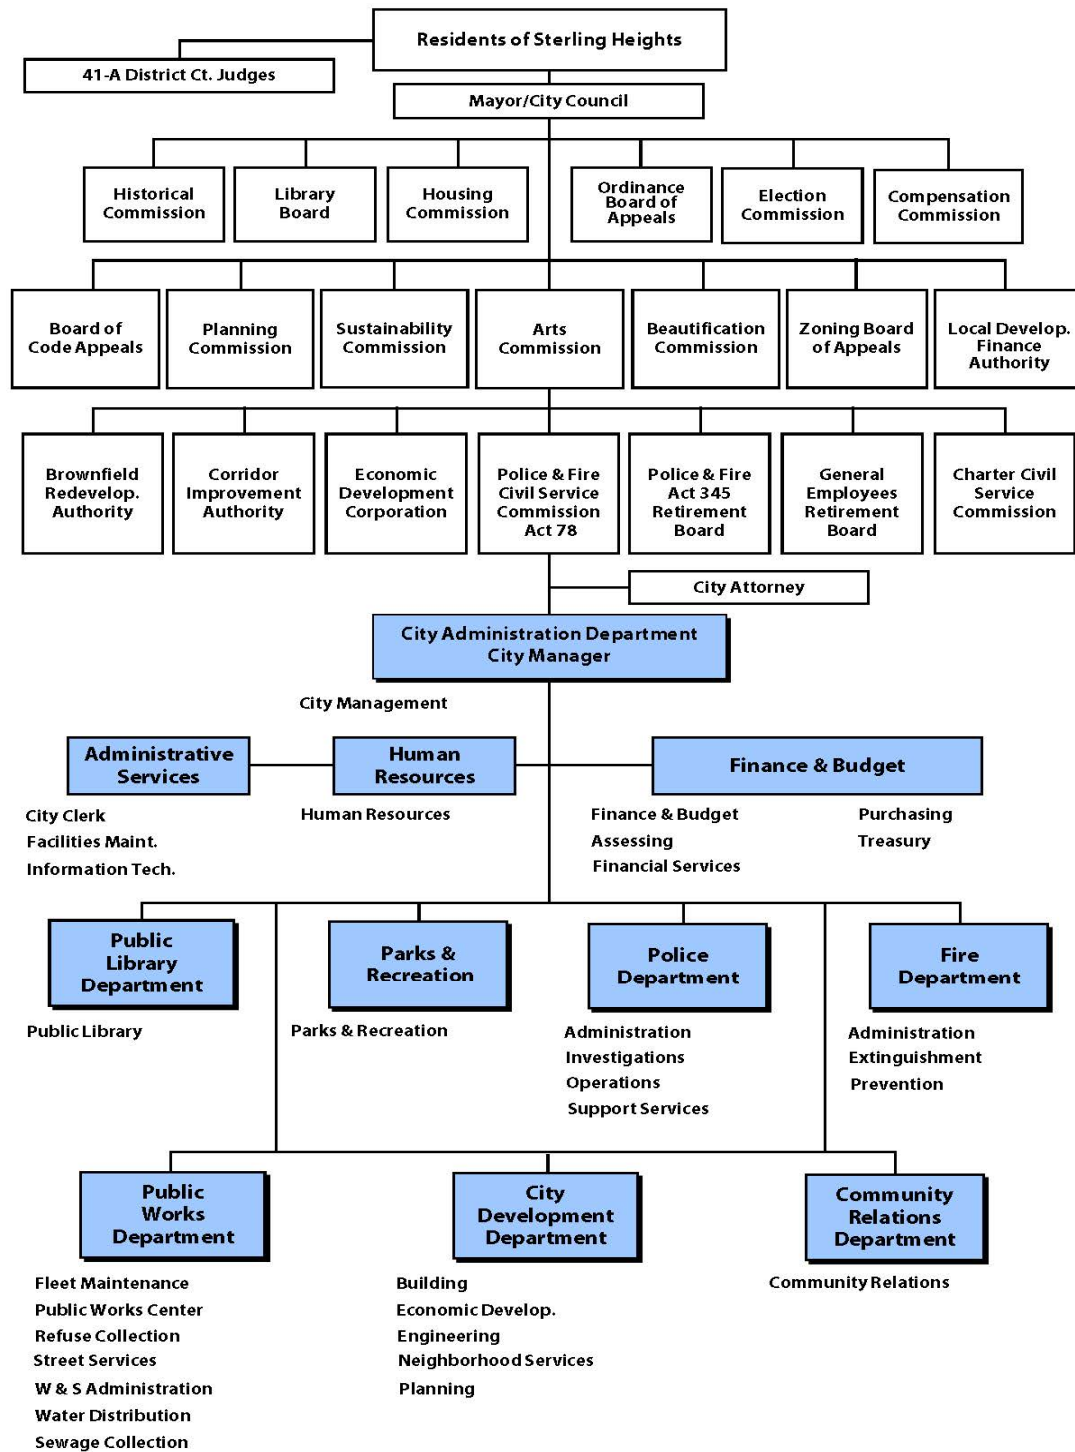 Residents of Sterling Heights
41-A District Ct. Judges
Mayor/City Council
Historical
Commission
Library
Board
Housing
Commission
Ordinance
Board of
Appeals
Election
Commission
Compensation
Commission
Board of
Code Appeals
Planning
Commission
Sustainability
Commission
Arts
Commission
Beautification
Commission
Zoning Board
of Appeals
Local Develop.
Finance
Authority
Brownfield
Redevelop.
Authority
Corridor
Improvement
Authority
Economic
Development
Corporation
Police & Fire
Civil Service
Commission
Act 78
Police & Fire
Act 345
Retirement
Board
General
Employees
Retirement
Board
Charter Civil
Service
Commission
City Attorney
City Administration Department
City Manager
City Management
Administrative
Services
Human
Resources
Finance & Budget
City Clerk
Facilities Maint.
Information Tech.
Human Resources
Finance & Budget
Assessing
Financial Services
Purchasing
Treasury
Public
Library
Department
Parks &
Recreation
Police
Department
Fire
Department
Public Library
Parks & Recreation
Administration
Investigations
Operations
Support Services
Administration
Extinguishment
Prevention
Public
Works
Department
City
Development
Department
Community
Relations
Department
Fleet Maintenance
Public Works Center
Refuse Collection
Street Services
W & S Administration
Water Distribution
Sewage Collection
Building
Economic Develop.
Engineering
Neighborhood Services
Planning
Community Relations